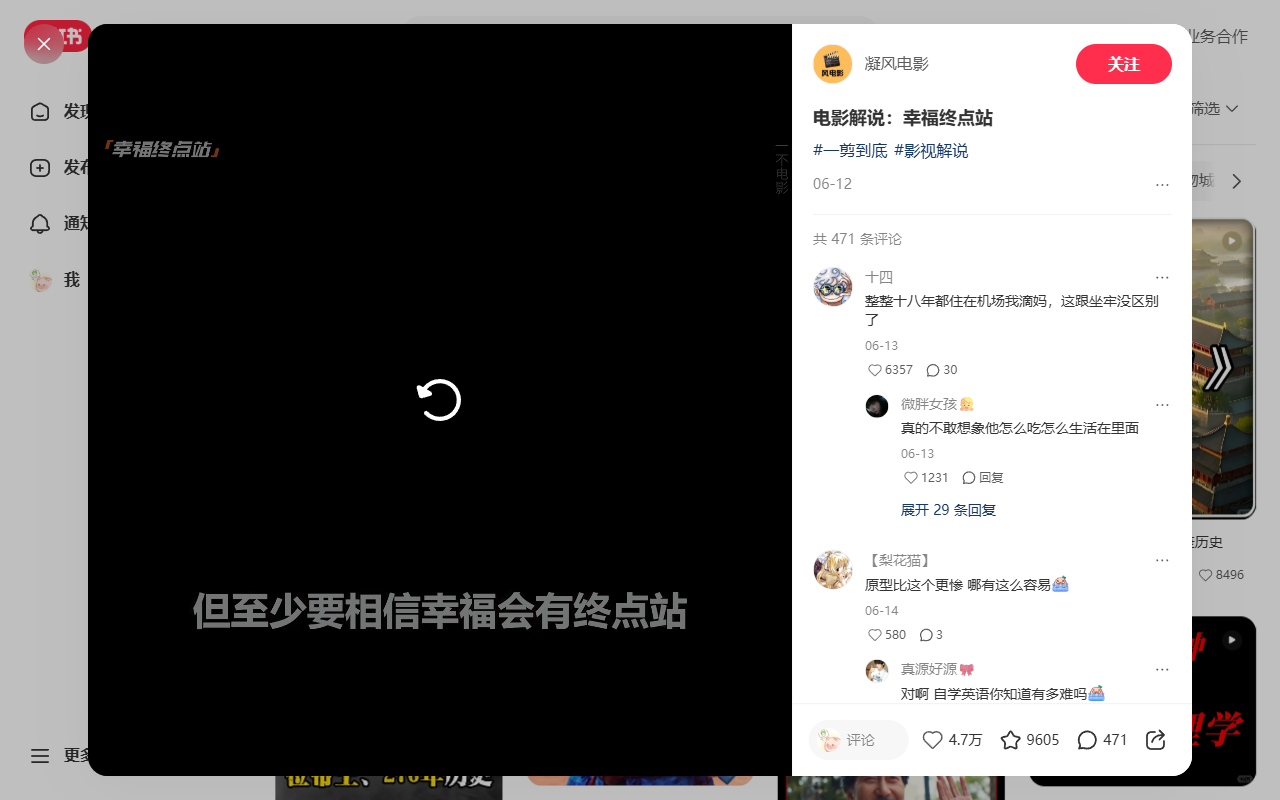 业务合作
发现
发布
通知
我
更多
筛选
「幸福终点站」
一不电影
但至少要相信幸福会有终点站
风电影
凝风电影
关注
电影解说：幸福终点站
#一剪到底 #影视解说
06-12
共 471 条评论
十四
整整十八年都住在机场我滴妈，这跟坐牢没区别
了
06-13
6357 30
微胖女孩
真的不敢想象他怎么吃怎么生活在里面
06-13
1231 回复
展开 29 条回复
【梨花猫】
原型比这个更惨 哪有这么容易
06-14
580 3
真源好源
对啊 自学英语你知道有多难吗
评论 4.7万 9605 471
历史
8496
理学